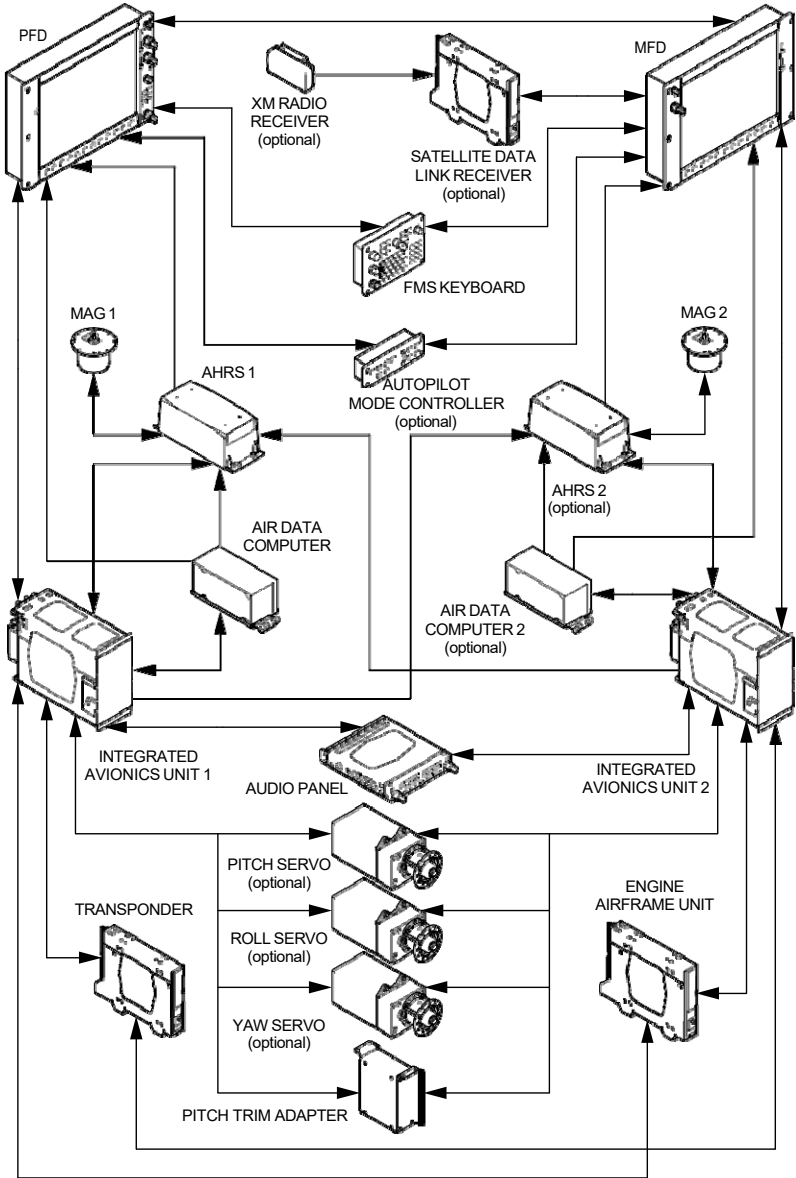 PFD
MFD
XM RADIO
RECEIVER
(optional)
SATELLITE DATA
LINK RECEIVER
(optional)
FMS KEYBOARD
MAG 1
MAG 2
AHRS 1
AUTOPILOT
MODE CONTROLLER
(optional)
AHRS 2
(optional)
AIR DATA
COMPUTER
AIR DATA
COMPUTER 2
(optional)
INTEGRATED
AVIONICS UNIT 1
AUDIO PANEL
INTEGRATED
AVIONICS UNIT 2
PITCH SERVO
(optional)
TRANSPONDER
ENGINE
AIRFRAME UNIT
ROLL SERVO
(optional)
YAW SERVO
(optional)
PITCH TRIM ADAPTER